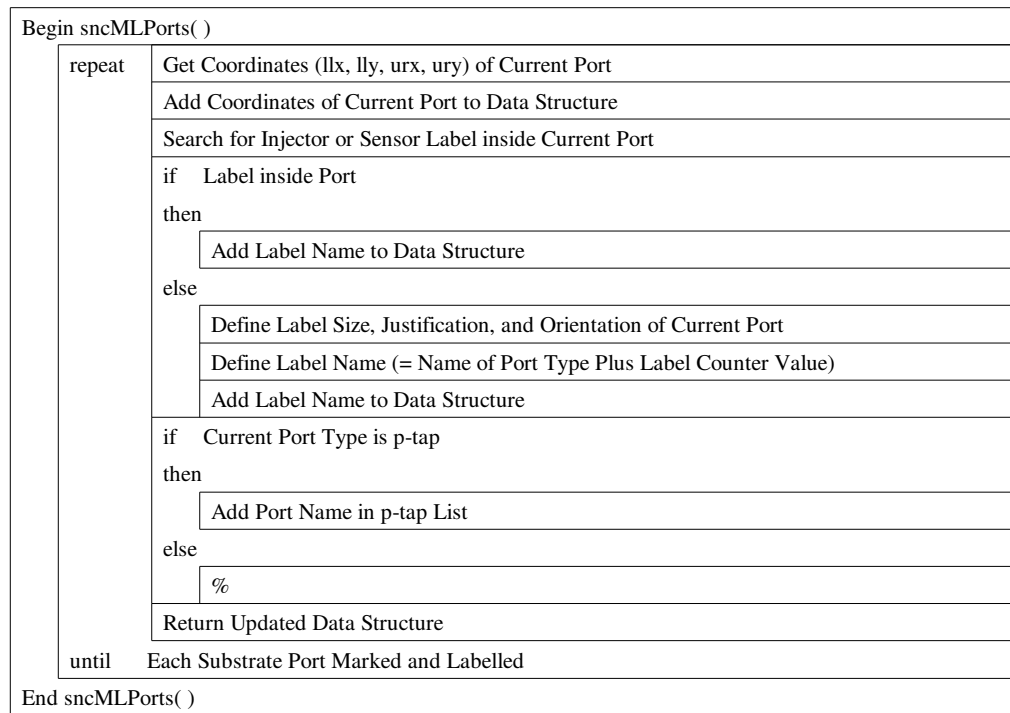 Begin sncMLPorts( )
repeat Get Coordinates (llx, lly, urx, ury) of Current Port
Add Coordinates of Current Port to Data Structure
Search for Injector or Sensor Label inside Current Port
if Label inside Port
then
Add Label Name to Data Structure
else
Define Label Size, Justification, and Orientation of Current Port
Define Label Name (= Name of Port Type Plus Label Counter Value)
Add Label Name to Data Structure
if Current Port Type is p-tap
then
Add Port Name in p-tap List
else
%
Return Updated Data Structure
until Each Substrate Port Marked and Labelled
End sncMLPorts( )